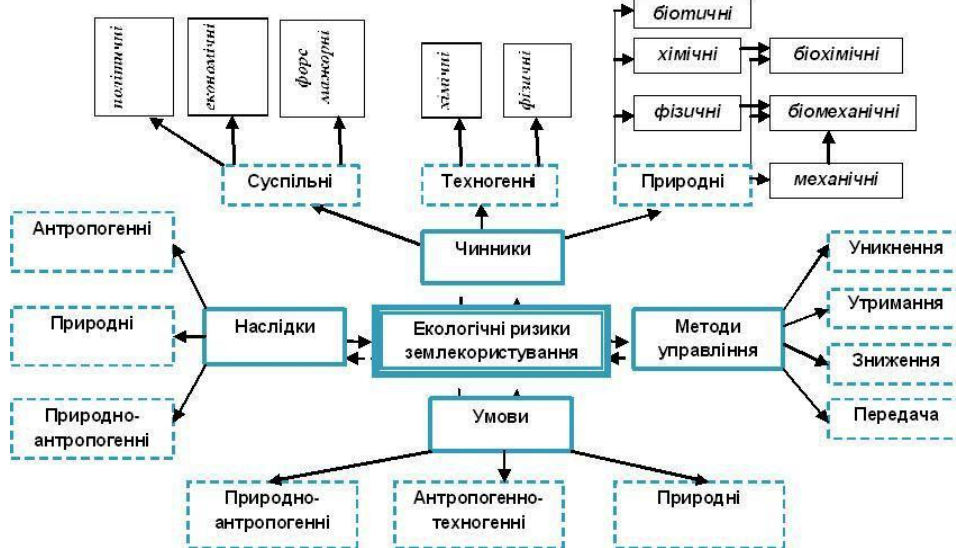 політичні
економічні
форс
мажорні
хімічні
фізичні
біотичні
хімічні
біохімічні
фізичні
біомеханічні
механічні
Суспільні
Техногенні
Природні
Чинники
Антропогенні
Природні
Природно-
антропогенні
Наслідки
Екологічні ризики
землекористування
Методи
управління
Уникнення
Утримання
Зниження
Передача
Умови
Природно-
антропогенні
Антропогенно-
техногенні
Природні